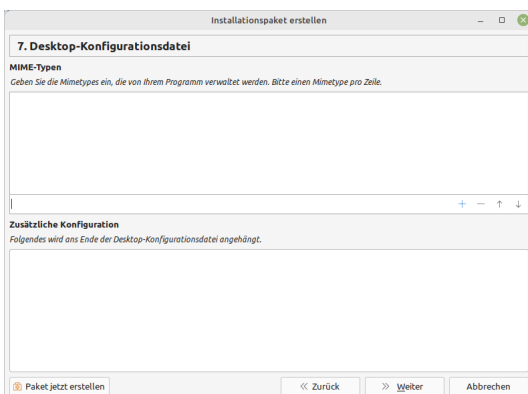 Installationspaket erstellen
7. Desktop-Konfigurationsdatei
MIME-Typen
Geben Sie die Mimetypes ein, die von Ihrem Programm verwaltet werden. Bitte einen Mimetype pro Zeile.
Zusätzliche Konfiguration
Folgendes wird ans Ende der Desktop-Konfigurationsdatei angehängt.
Paket jetzt erstellen
Zurück
Weiter
Abbrechen